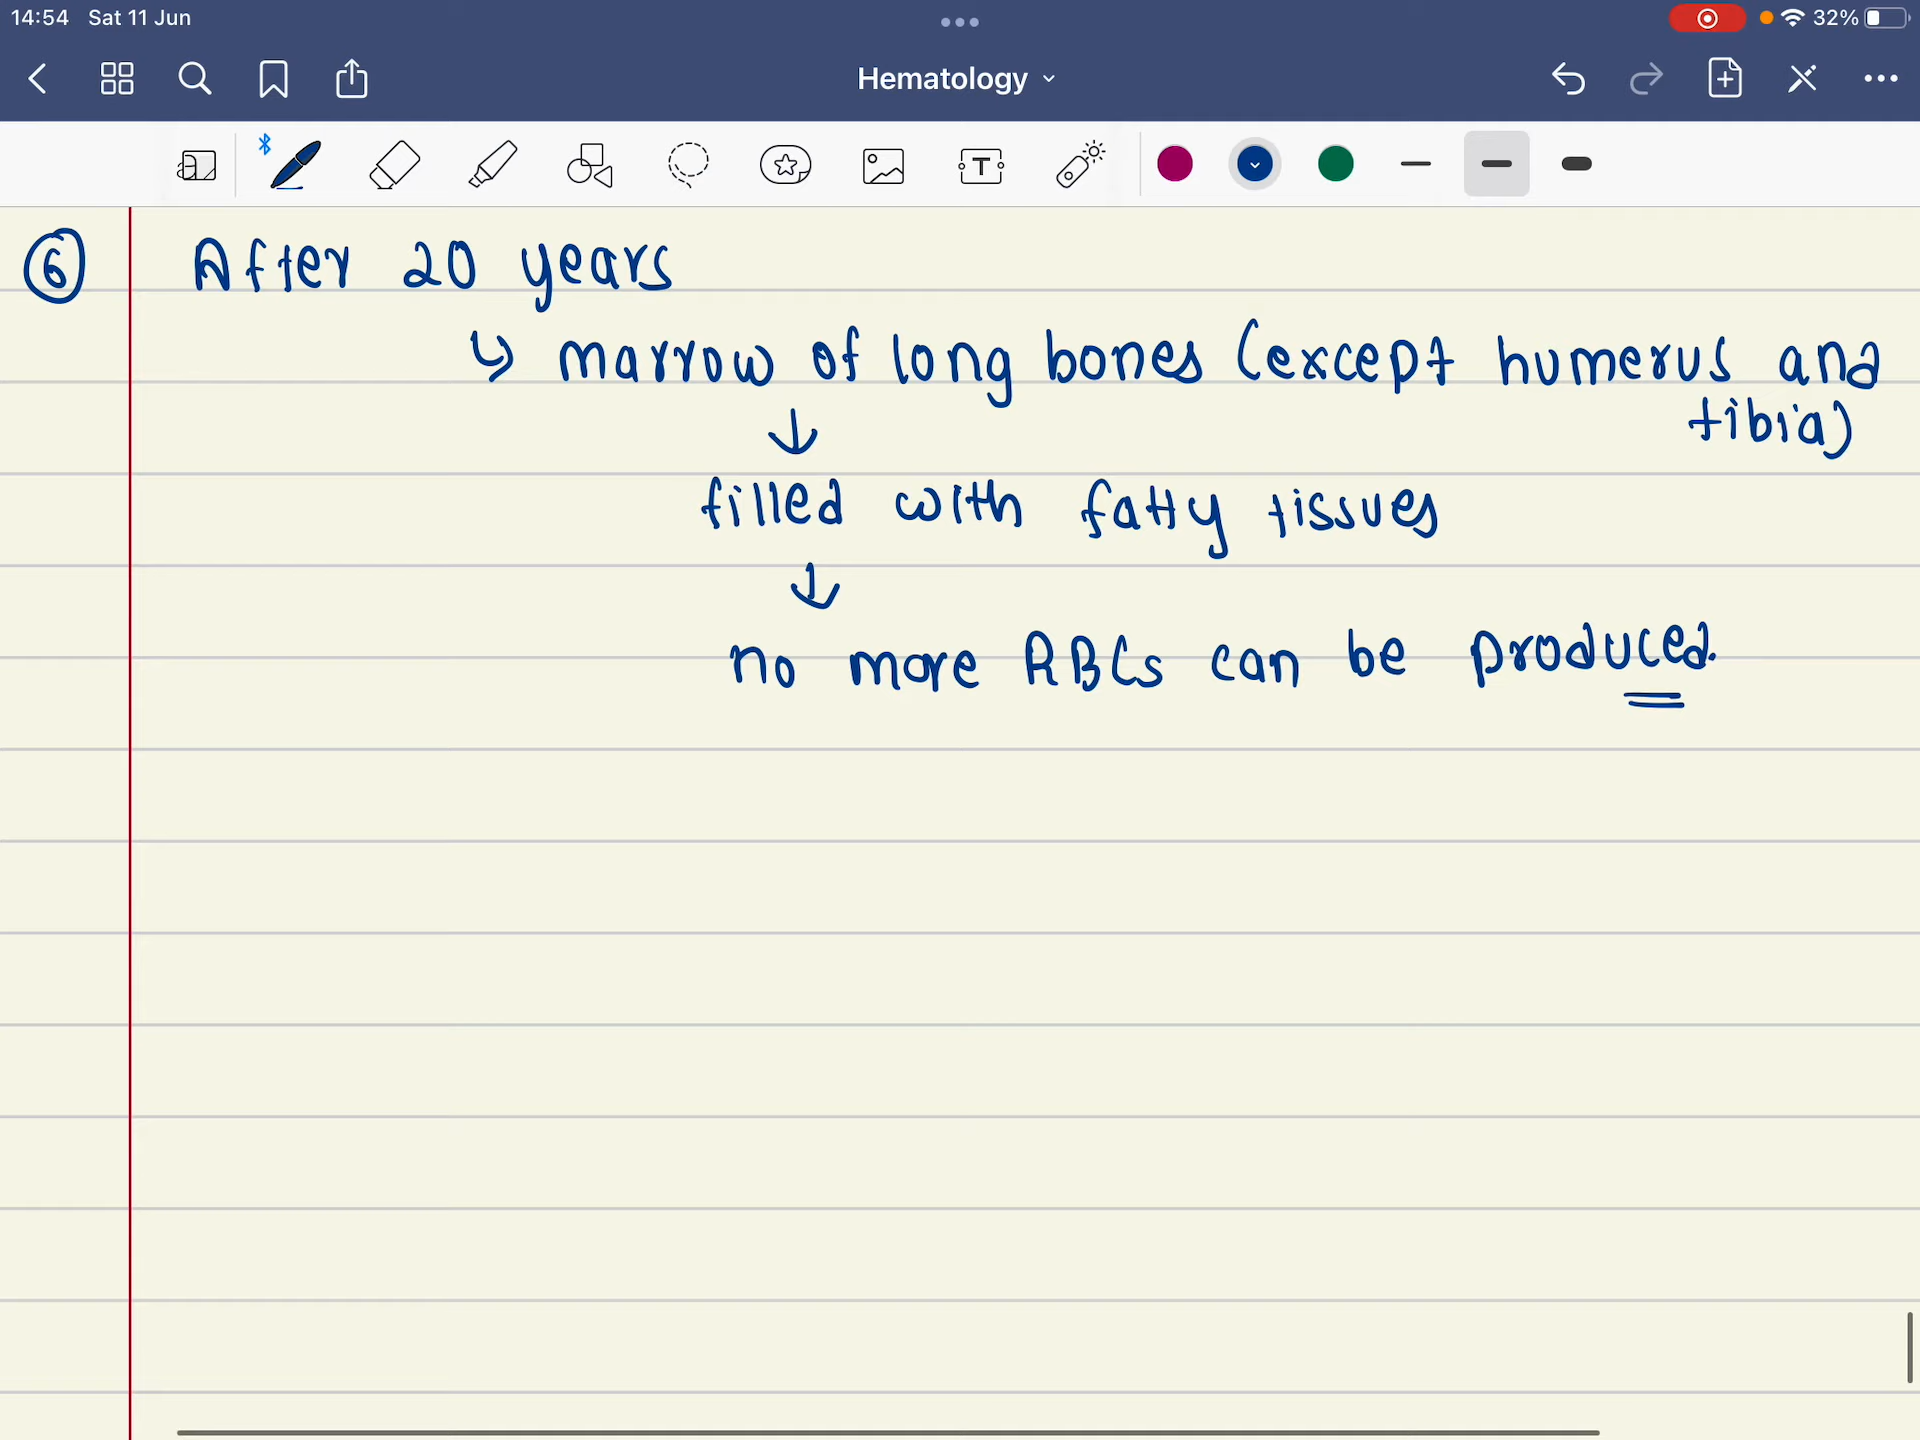 14:54 Sat 11 Jun
32%
Hematology
T
⑥ After 20 years
↳ marrow of long bones (except humerus and
tibia)
↓
filled with fatty tissues
↓
no more RBCs can be produced.